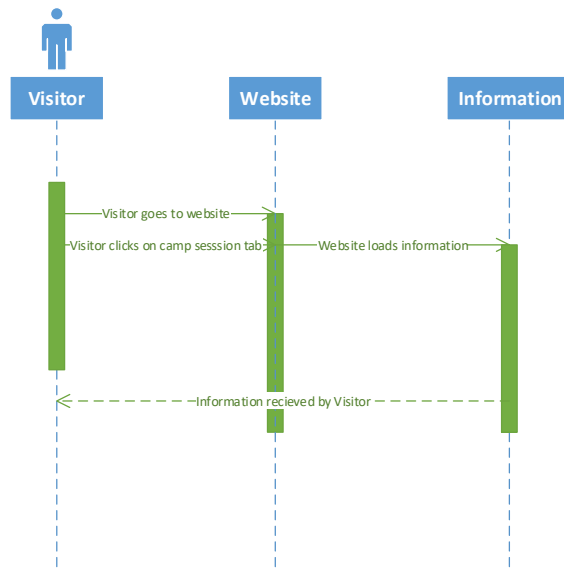 Visitor
Website
Information
Visitor goes to website
Visitor clicks on camp sesssion tab
Website loads information
Information recieved by Visitor